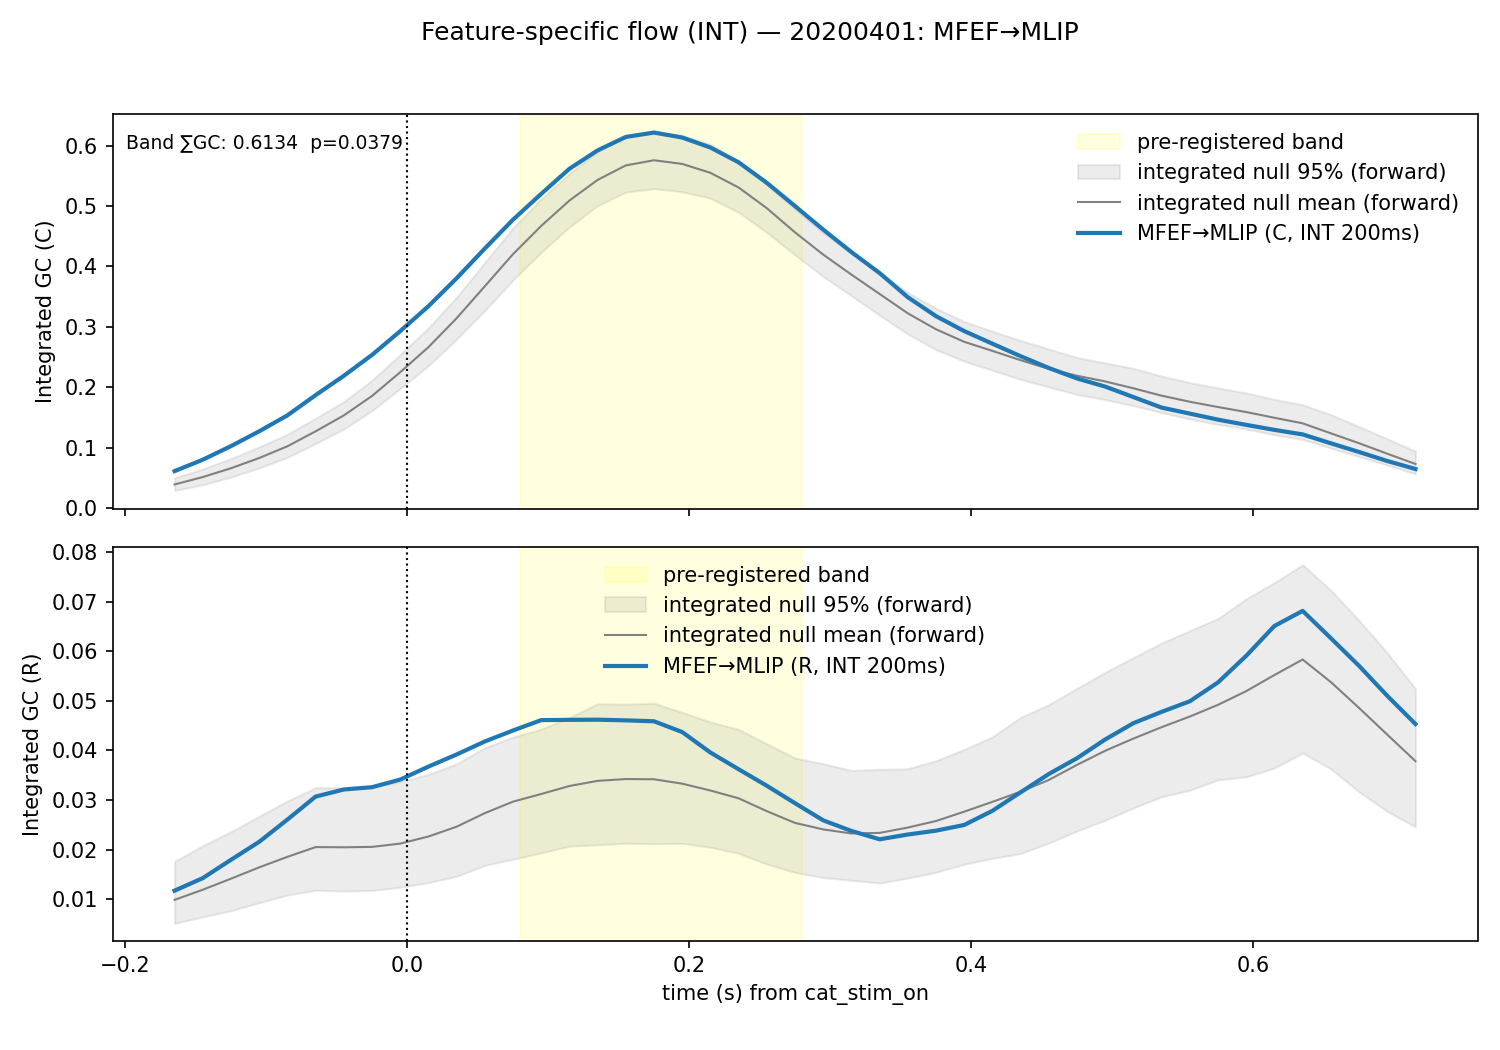 Feature-specific flow (INT) — 20200401: MFEF→MLIP
Integrated GC (C)
0.6
0.5
0.4
0.3
0.2
0.1
0.0
Band ∑GC: 0.6134  p=0.0379
pre-registered band
integrated null 95% (forward)
integrated null mean (forward)
MFEF→MLIP (C, INT 200ms)
Integrated GC (R)
0.08
0.07
0.06
0.05
0.04
0.03
0.02
0.01
pre-registered band
integrated null 95% (forward)
integrated null mean (forward)
MFEF→MLIP (R, INT 200ms)
−0.2 0.0 0.2 0.4 0.6
time (s) from cat_stim_on